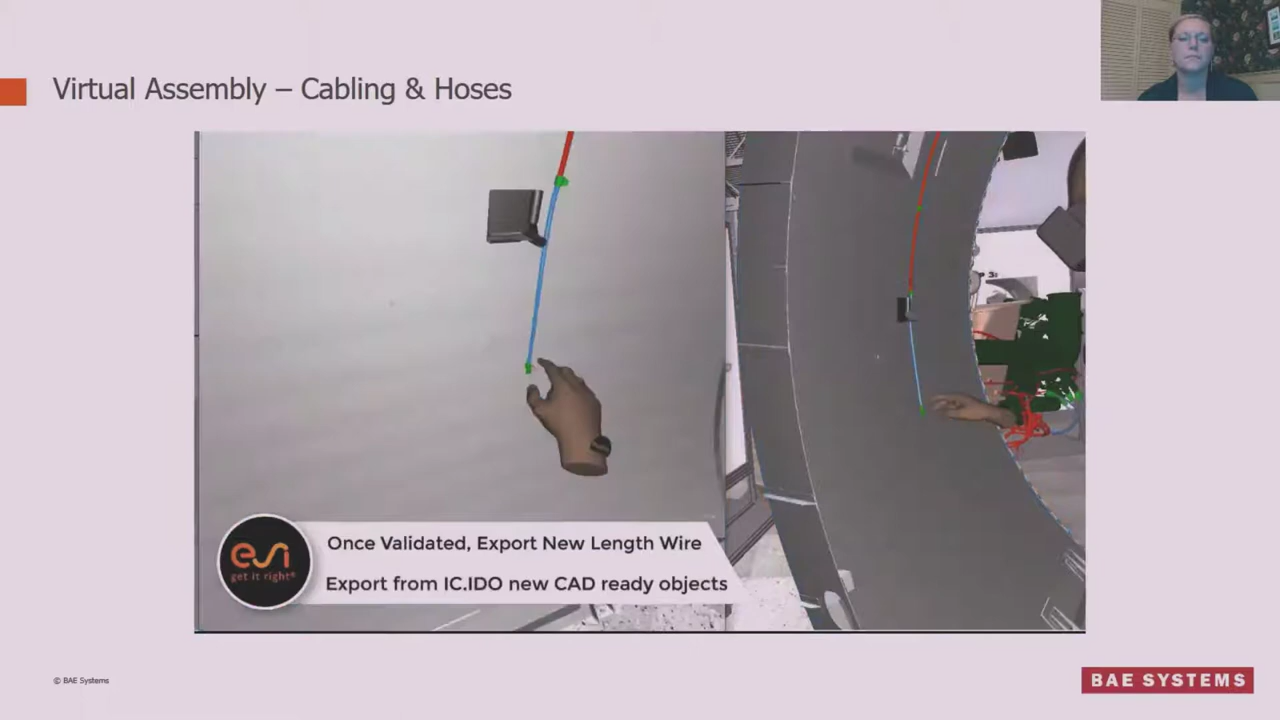 Virtual Assembly – Cabling & Hoses
esi
get it right®
Once Validated, Export New Length Wire
Export from IC.IDO new CAD ready objects
© BAE Systems
BAE SYSTEMS